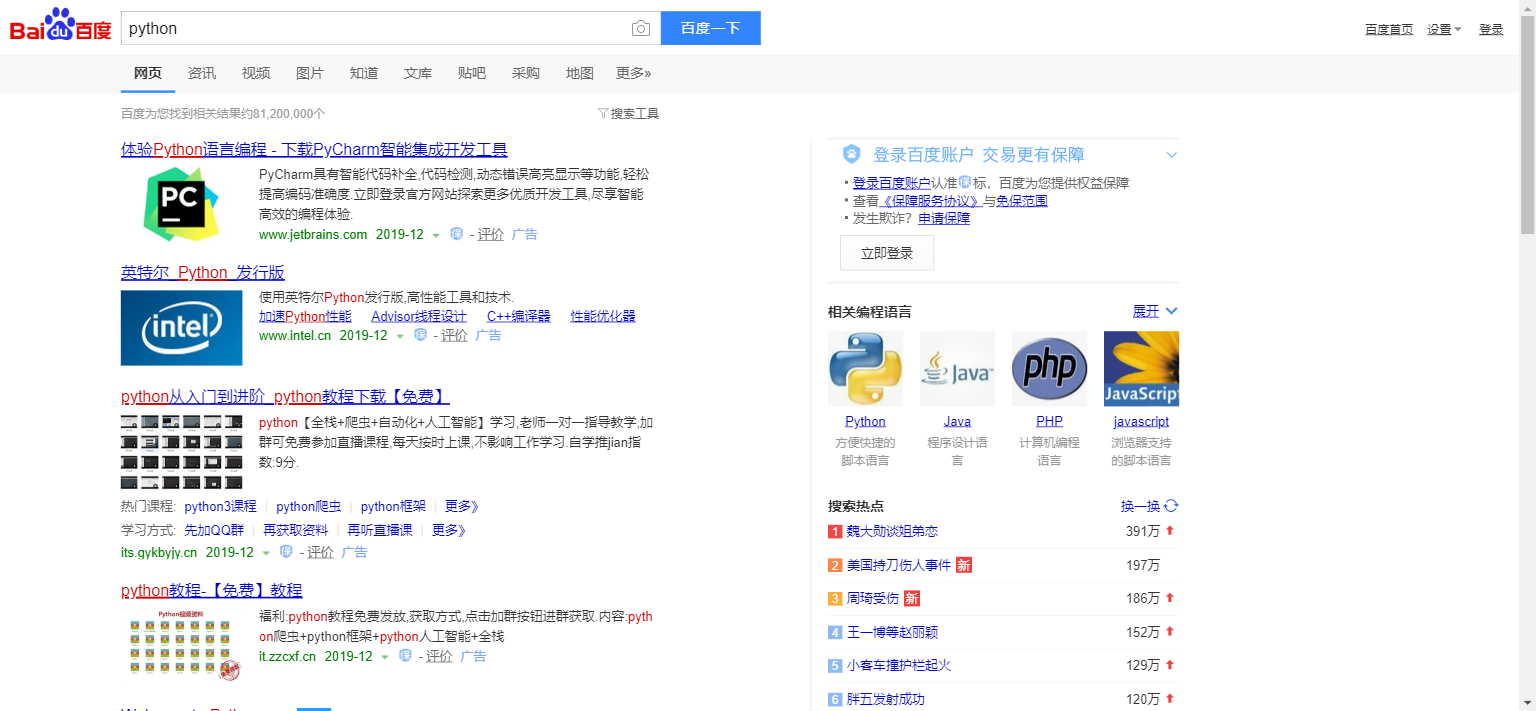 Bai du 百度
python
百度一下
百度首页 设置 登录
网页 资讯 视频 图片 知道 文库 贴吧 采购 地图 更多»
百度为您找到相关结果约81,200,000个
搜索工具
体验Python语言编程 - 下载PyCharm智能集成开发工具
PC
PyCharm具有智能代码补全,代码检测,动态错误高亮显示等功能,轻松
提高编码准确度.立即登录官方网站探索更多优质开发工具,尽享智能
高效的编程体验.
www.jetbrains.com 2019-12 保 - 评价 广告
英特尔 Python 发行版
intel
使用英特尔Python发行版,高性能工具和技术.
加速Python性能 Advisor线程设计 C++编译器 性能优化器
www.intel.cn 2019-12 保 - 评价 广告
python从入门到进阶 python教程下载【免费】
python【全栈+爬虫+自动化+人工智能】学习,老师一对一指导教学,加
群可免费参加直播课程,每天按时上课,不影响工作学习.自学推jian指
数:9分.
热门课程: python3课程 | python爬虫 | python框架 | 更多》
学习方式: 先加QQ群 | 再获取资料 | 再听直播课 | 更多》
its.gykbyjy.cn 2019-12 保 - 评价 广告
python教程-【免费】教程
Python视频资料
福利:python教程免费发放,获取方式,点击加群按钮进群获取.内容:pyth
on爬虫+python框架+python人工智能+全栈
it.zzcxf.cn 2019-12 保 - 评价 广告
登录百度账户 交易更有保障
登录百度账户认准保标，百度为您提供权益保障
查看《保障服务协议》与免保范围
发生欺诈？申请保障
立即登录
相关编程语言 展开
Java php JavaScript
Python Java PHP javascript
方便快捷的 程序设计语 计算机编程 浏览器支持
脚本语言 言 语言 的脚本语言
搜索热点 换一换
1 魏大勋谈姐弟恋 391万
2 美国持刀伤人事件 新 197万
3 周琦受伤 新 186万
4 王一博等赵丽颖 152万
5 小客车撞护栏起火 129万
6 胖五发射成功 120万